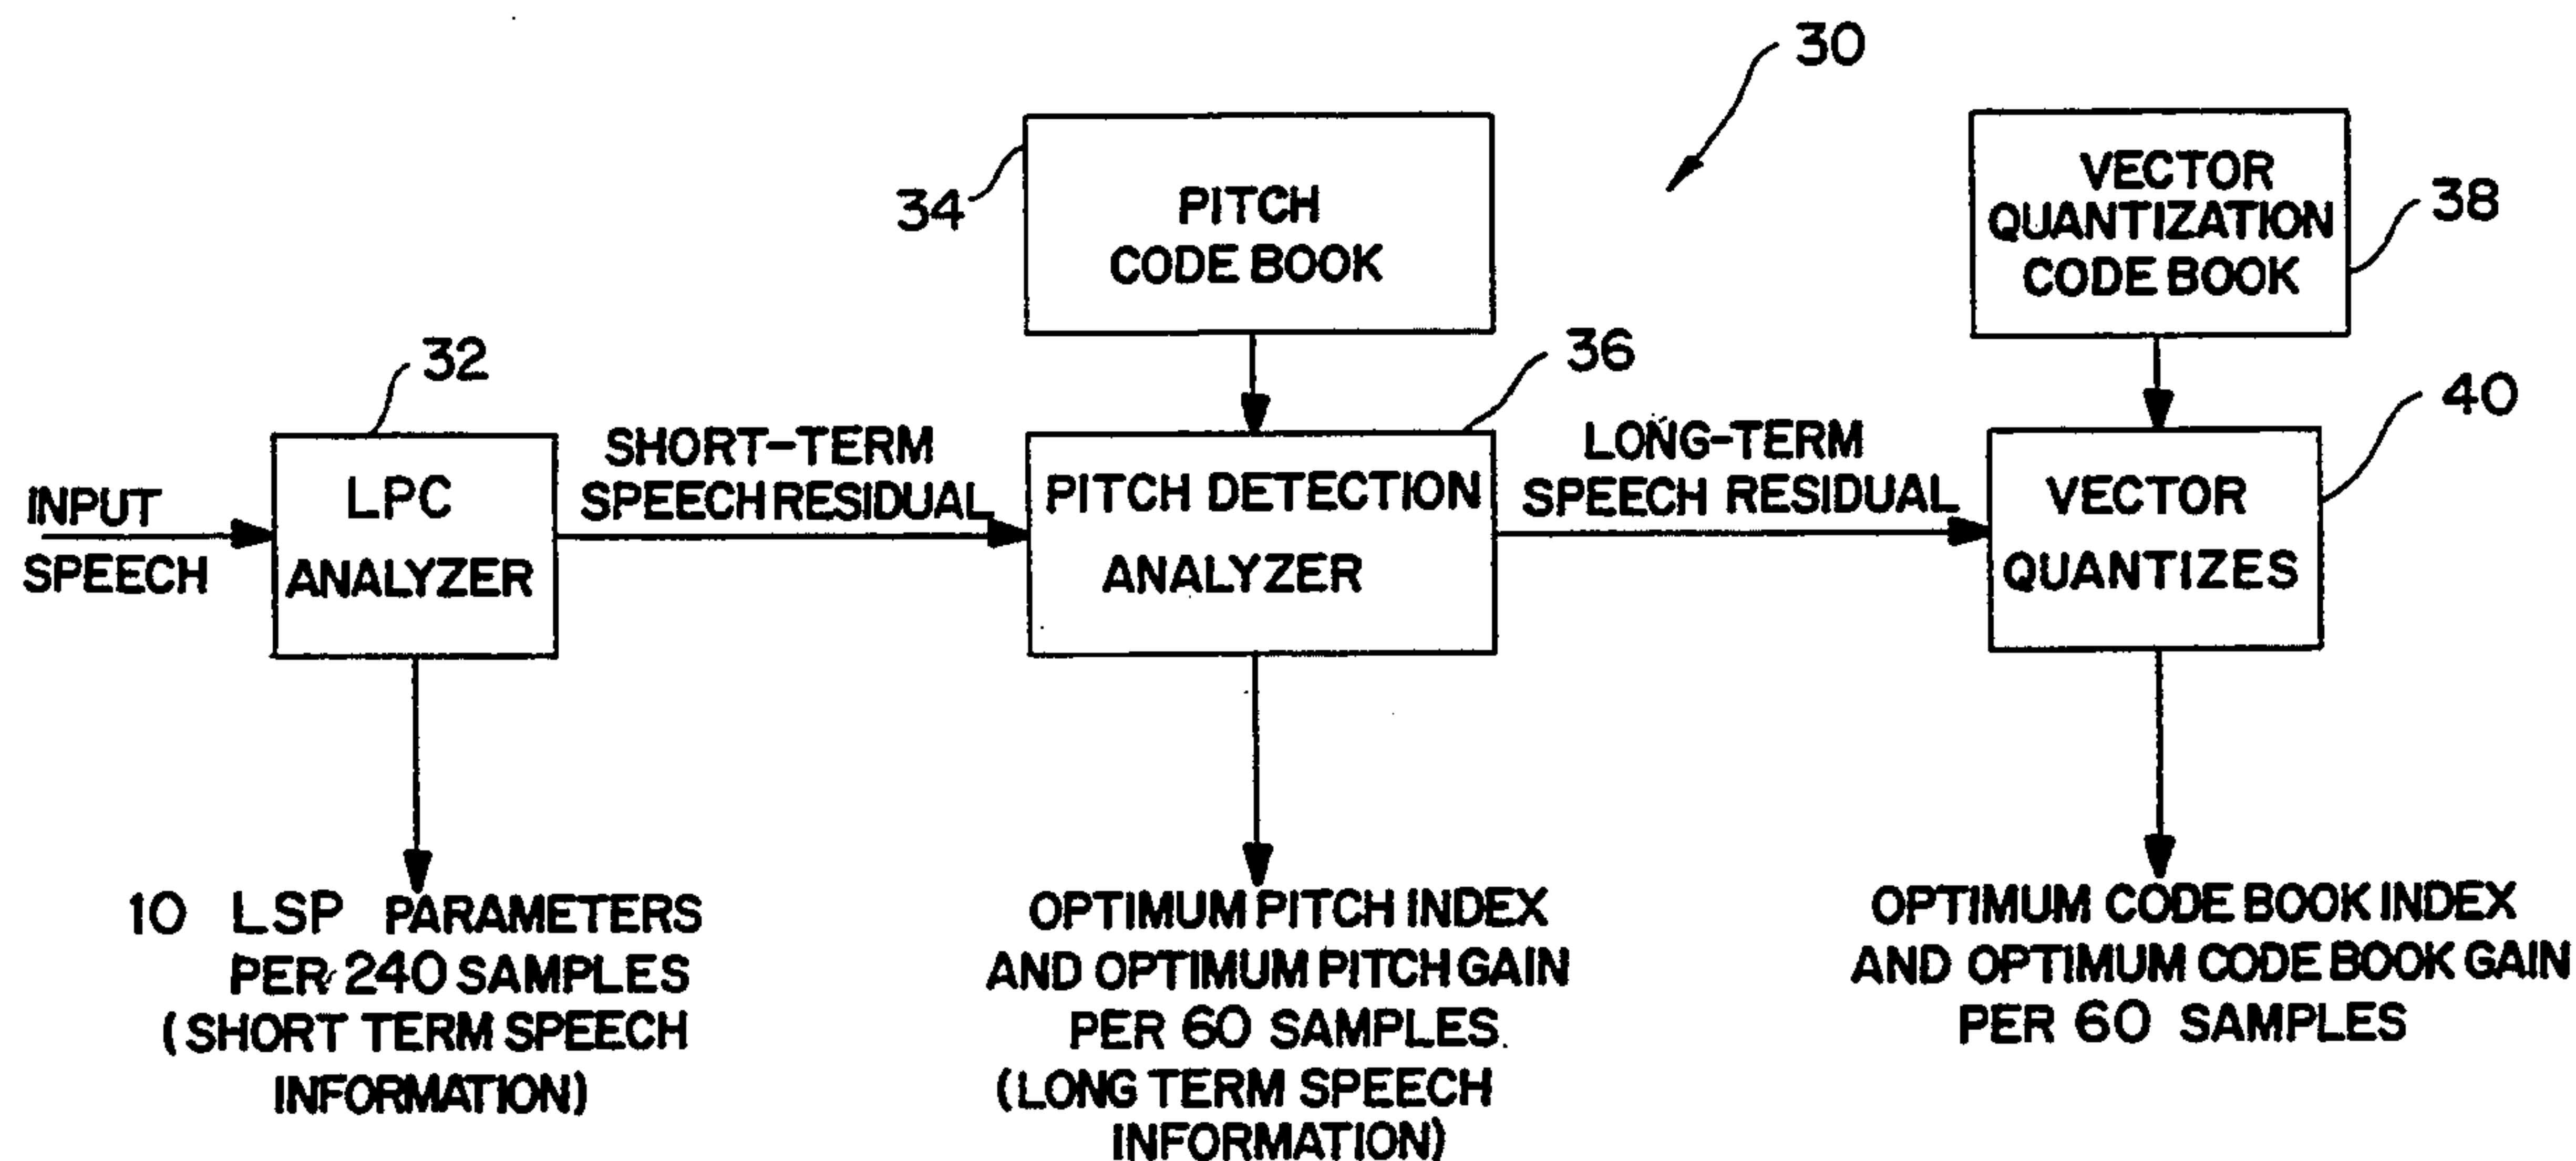 30
34
PITCH
CODE BOOK
VECTOR
QUANTIZATION
CODE BOOK
38
32
36
40
INPUT
SPEECH
LPC
ANALYZER
SHORT-TERM
SPEECH RESIDUAL
PITCH DETECTION
ANALYZER
LONG-TERM
SPEECH RESIDUAL
VECTOR
QUANTIZES
10 LSP PARAMETERS
PER 240 SAMPLES
(SHORT TERM SPEECH
INFORMATION)
OPTIMUM PITCH INDEX
AND OPTIMUM PITCH GAIN
PER 60 SAMPLES
(LONG TERM SPEECH
INFORMATION)
OPTIMUM CODE BOOK INDEX
AND OPTIMUM CODE BOOK GAIN
PER 60 SAMPLES